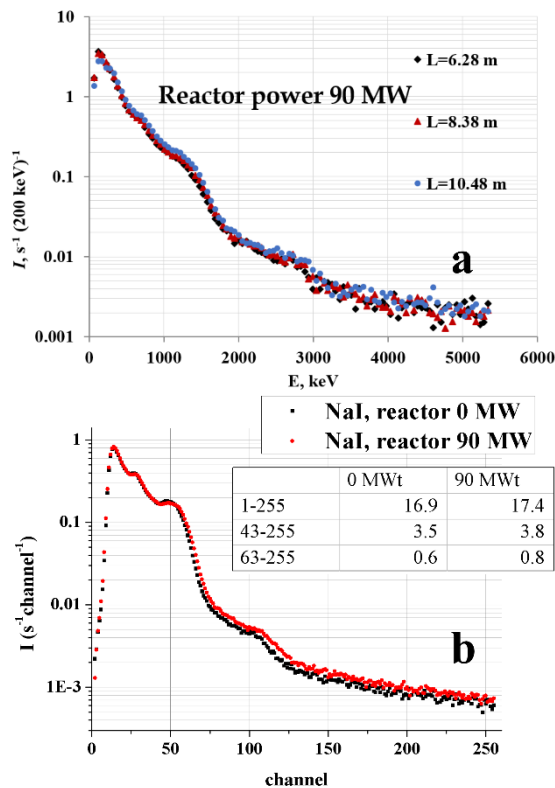 10
1
0.1
0.01
0.001
I, s⁻¹ (200 keV)⁻¹
Reactor power 90 MW
L=6.28 m
L=8.38 m
L=10.48 m
a
0 1000 2000 3000 4000 5000 6000
E, keV
NaI, reactor 0 MW
NaI, reactor 90 MW
0 MWt 90 MWt
1-255 16.9 17.4
43-255 3.5 3.8
63-255 0.6 0.8
1
0.1
0.01
1E-3
I (s⁻¹channel⁻¹)
b
0 50 100 150 200 250
channel